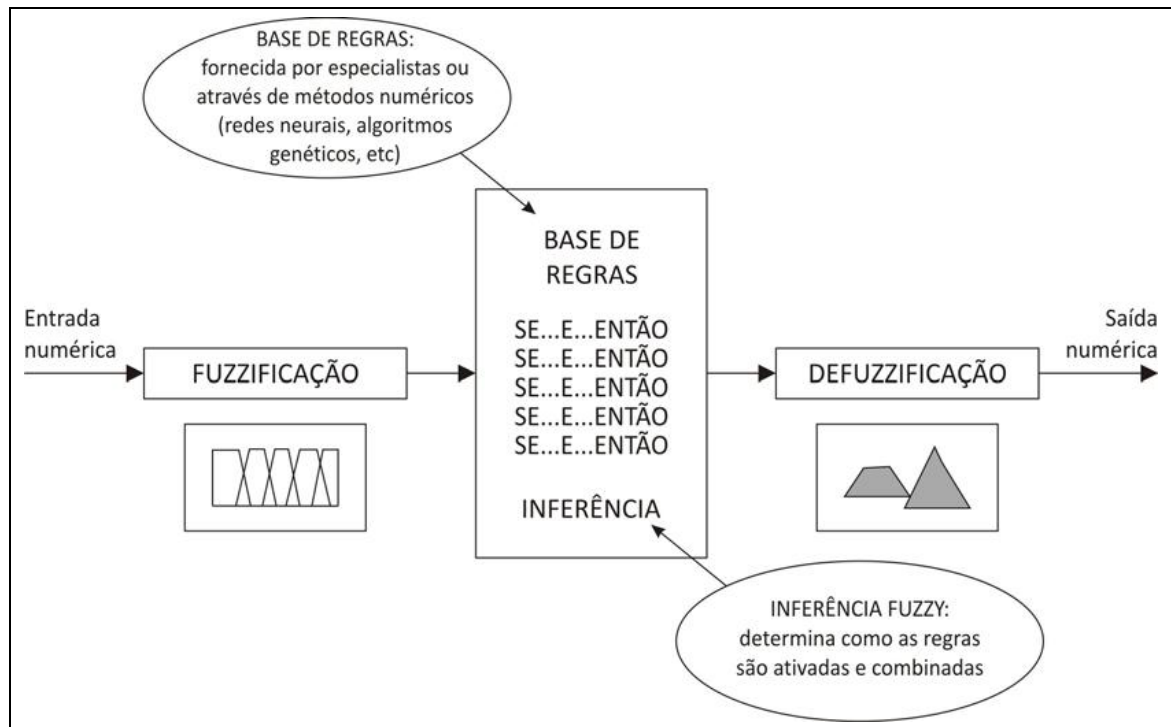 BASE DE REGRAS:
fornecida por especialistas ou
através de métodos numéricos
(redes neurais, algoritmos
genéticos, etc)
BASE DE
REGRAS
SE...E...ENTÃO
SE...E...ENTÃO
SE...E...ENTÃO
SE...E...ENTÃO
SE...E...ENTÃO
INFERÊNCIA
Entrada
numérica
FUZZIFICAÇÃO
DEFUZZIFICAÇÃO
Saída
numérica
INFERÊNCIA FUZZY:
determina como as regras
são ativadas e combinadas